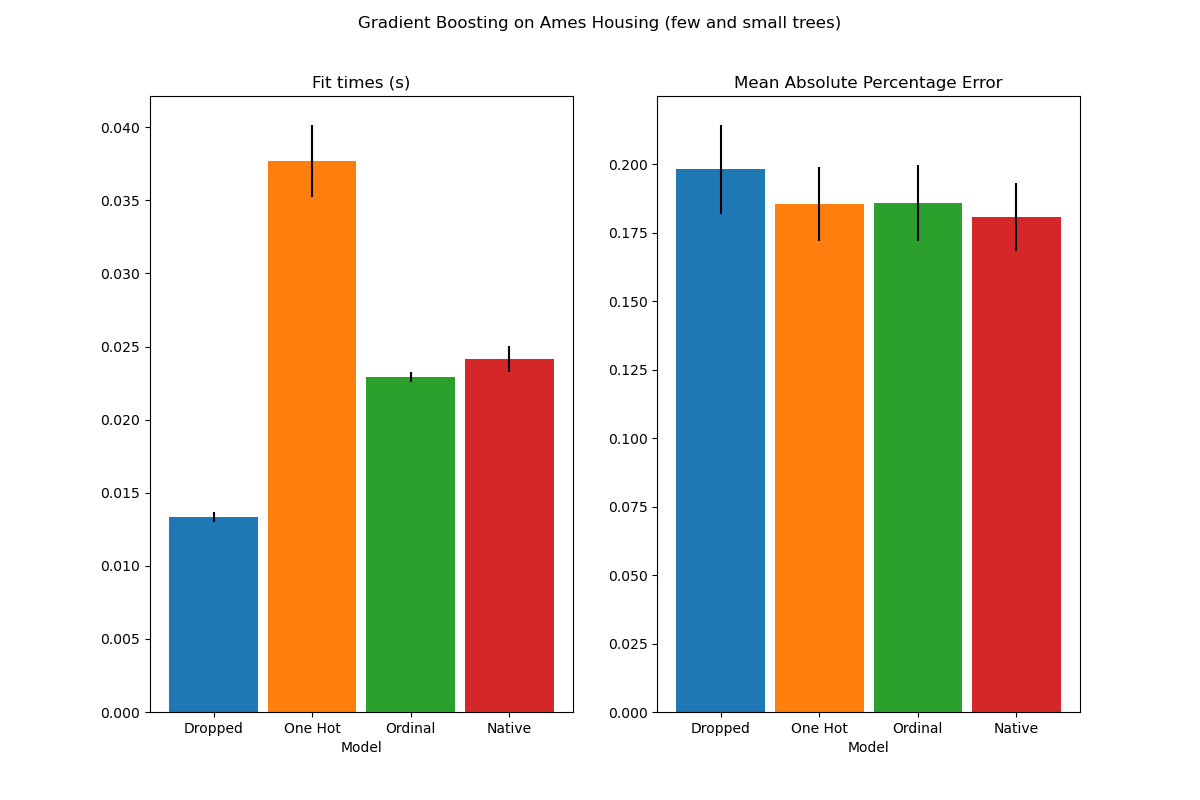 Gradient Boosting on Ames Housing (few and small trees)
Fit times (s)
0.040
0.035
0.030
0.025
0.020
0.015
0.010
0.005
0.000
Dropped One Hot Ordinal Native
Model
Mean Absolute Percentage Error
0.200
0.175
0.150
0.125
0.100
0.075
0.050
0.025
0.000
Dropped One Hot Ordinal Native
Model